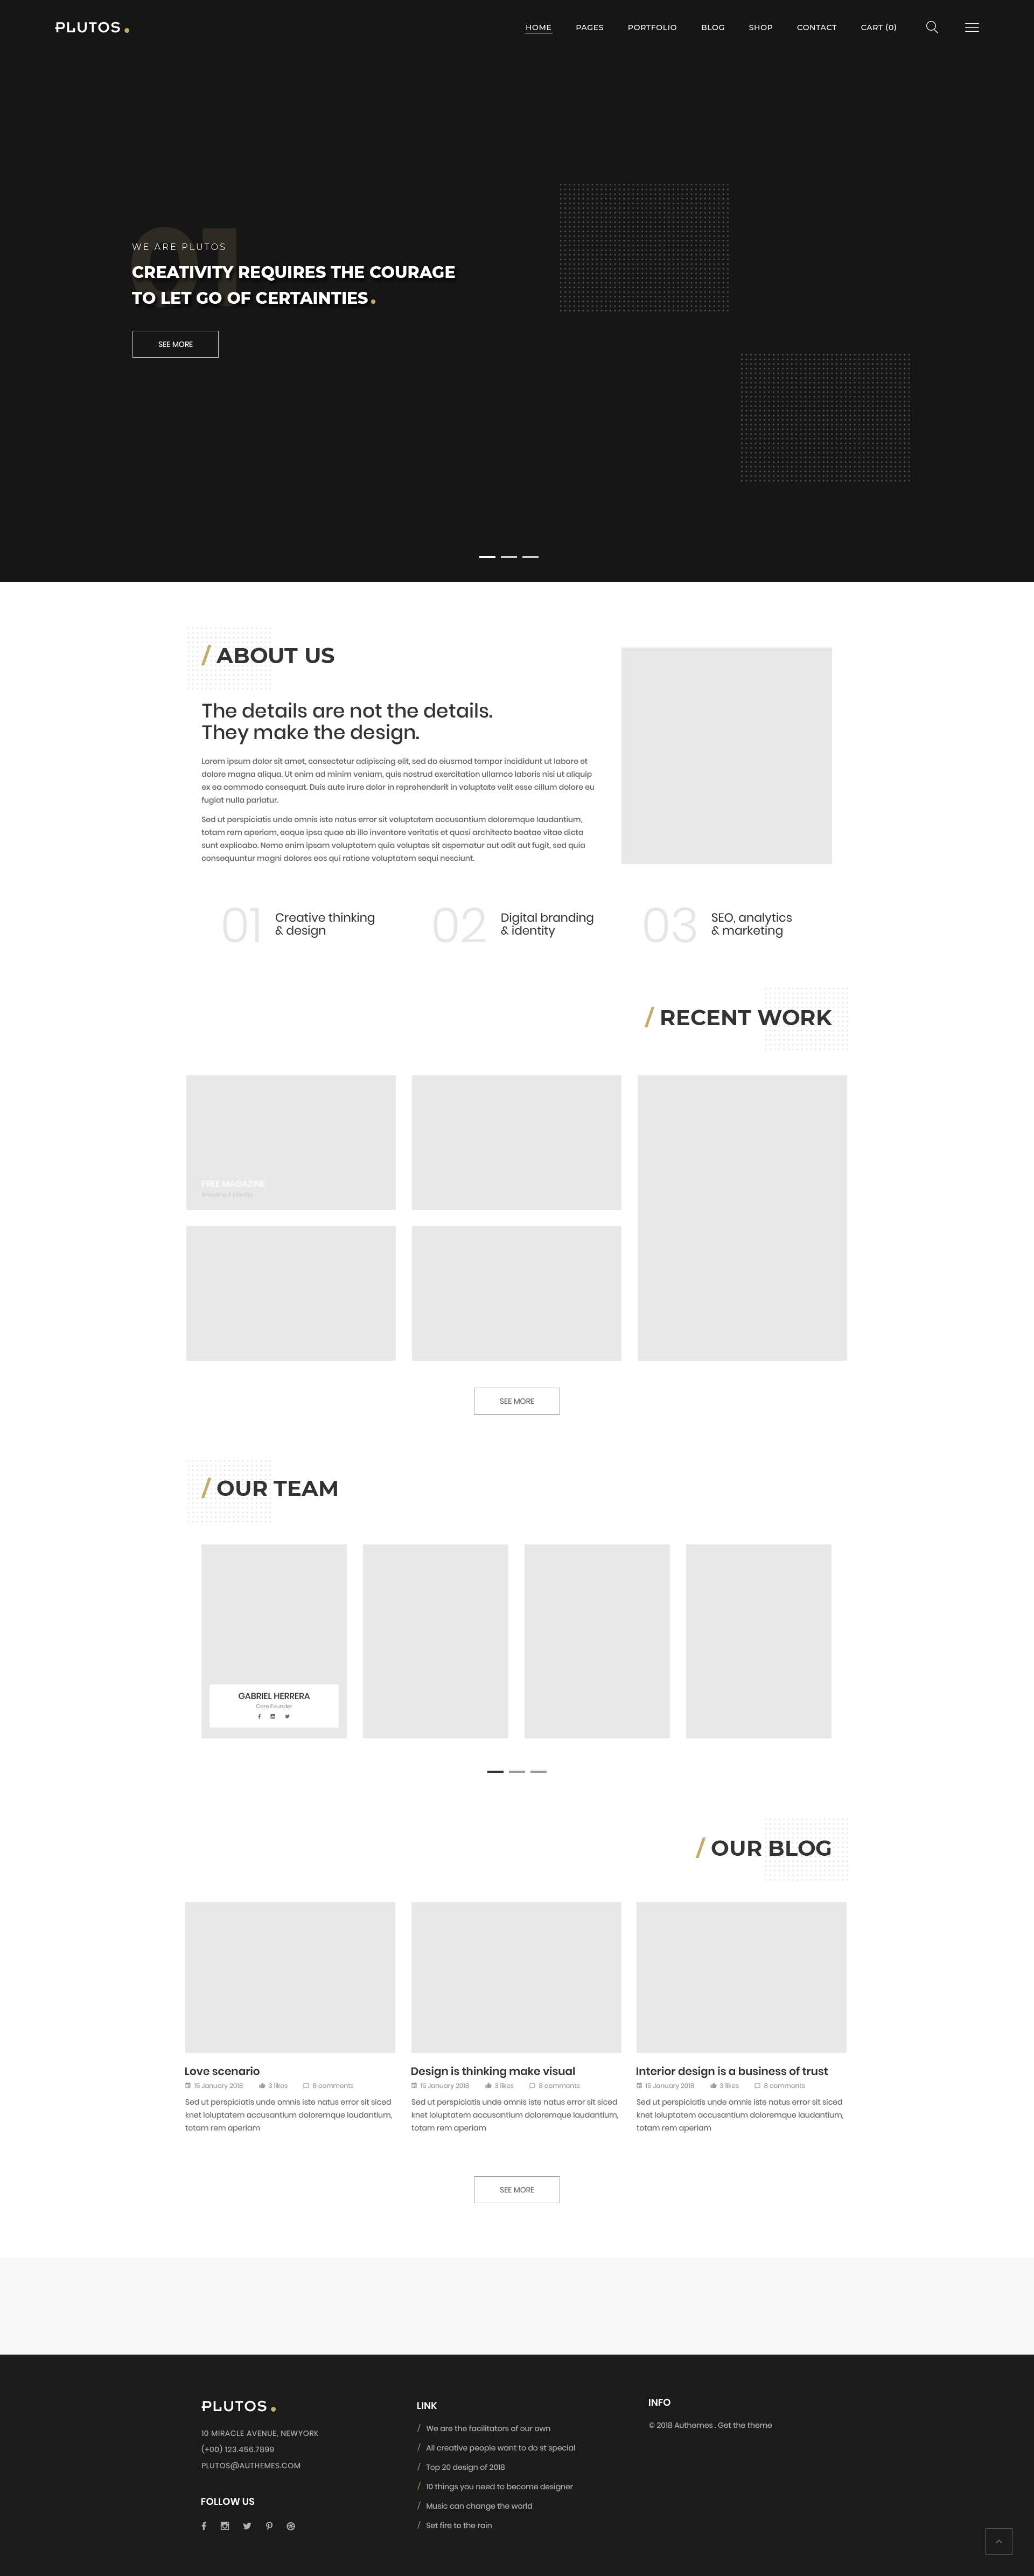 PLUTOS.
HOME PAGES PORTFOLIO BLOG SHOP CONTACT CART (0)
01
WE ARE PLUTOS
CREATIVITY REQUIRES THE COURAGE
TO LET GO OF CERTAINTIES.
SEE MORE
/ ABOUT US
The details are not the details.
They make the design.
Lorem ipsum dolor sit amet, consectetur adipiscing elit, sed do eiusmod tempor incididunt ut labore et
dolore magna aliqua. Ut enim ad minim veniam, quis nostrud exercitation ullamco laboris nisi ut aliquip
ex ea commodo consequat. Duis aute irure dolor in reprehenderit in voluptate velit esse cillum dolore eu
fugiat nulla pariatur.
Sed ut perspiciatis unde omnis iste natus error sit voluptatem accusantium doloremque laudantium,
totam rem aperiam, eaque ipsa quae ab illo inventore veritatis et quasi architecto beatae vitae dicta
sunt explicabo. Nemo enim ipsam voluptatem quia voluptas sit aspernatur aut odit aut fugit, sed quia
consequuntur magni dolores eos qui ratione voluptatem sequi nesciunt.
01
Creative thinking
& design
02
Digital branding
& identity
03
SEO, analytics
& marketing
/ RECENT WORK
FREE MAGAZINE
Branding & Identity
SEE MORE
/ OUR TEAM
GABRIEL HERRERA
Core Founder
/ OUR BLOG
Love scenario
15 January 2018 3 likes 8 comments
Sed ut perspiciatis unde omnis iste natus error sit siced
knet loluptatem accusantium doloremque laudantium,
totam rem aperiam
Design is thinking make visual
15 January 2018 3 likes 8 comments
Sed ut perspiciatis unde omnis iste natus error sit siced
knet loluptatem accusantium doloremque laudantium,
totam rem aperiam
Interior design is a business of trust
15 January 2018 3 likes 8 comments
Sed ut perspiciatis unde omnis iste natus error sit siced
knet loluptatem accusantium doloremque laudantium,
totam rem aperiam
SEE MORE
PLUTOS.
10 MIRACLE AVENUE, NEWYORK
(+00) 123.456.7899
PLUTOS@AUTHEMES.COM
FOLLOW US
LINK
/ We are the facilitators of our own
/ All creative people want to do st special
/ Top 20 design of 2018
/ 10 things you need to become designer
/ Music can change the world
/ Set fire to the rain
INFO
© 2018 Authemes . Get the theme